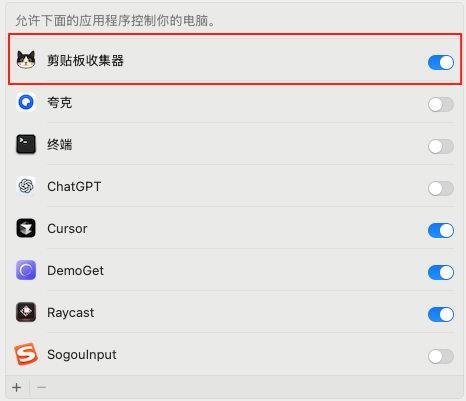 允许下面的应用程序控制你的电脑。
剪贴板收集器
夸克
终端
ChatGPT
Cursor
DemoGet
Raycast
SogouInput